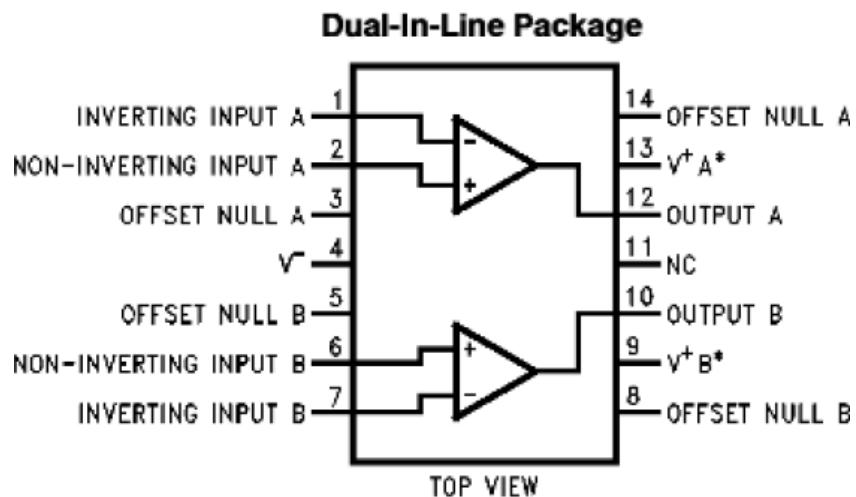 Dual-In-Line Package
INVERTING INPUT A 1
NON-INVERTING INPUT A 2
OFFSET NULL A 3
V⁻ 4
OFFSET NULL B 5
NON-INVERTING INPUT B 6
INVERTING INPUT B 7
-
+
+
-
14 OFFSET NULL A
13 V⁺A*
12 OUTPUT A
11 NC
10 OUTPUT B
9 V⁺B*
8 OFFSET NULL B
TOP VIEW